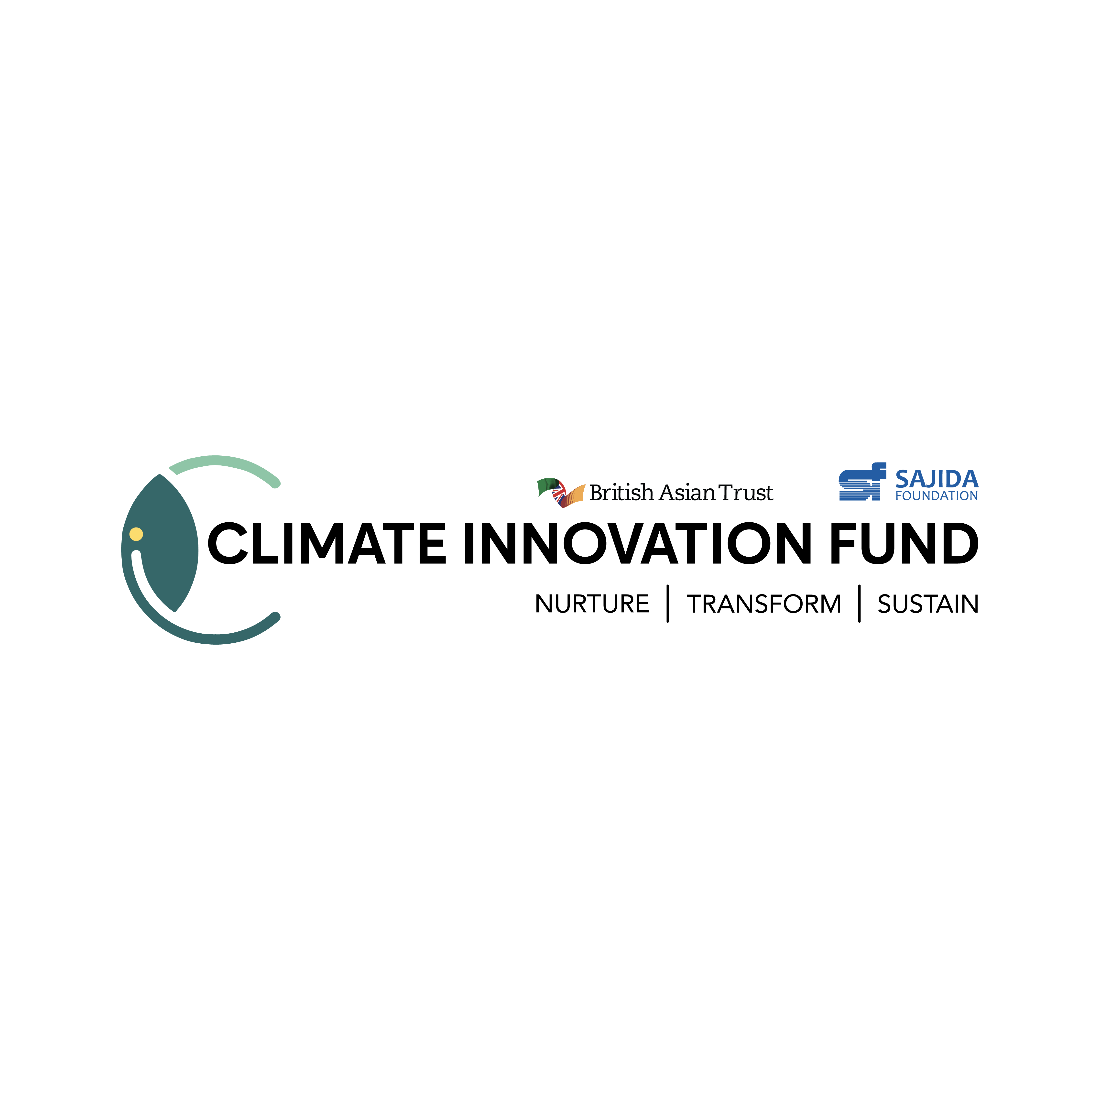 British Asian Trust
SAJIDA
FOUNDATION
CLIMATE INNOVATION FUND
NURTURE | TRANSFORM | SUSTAIN